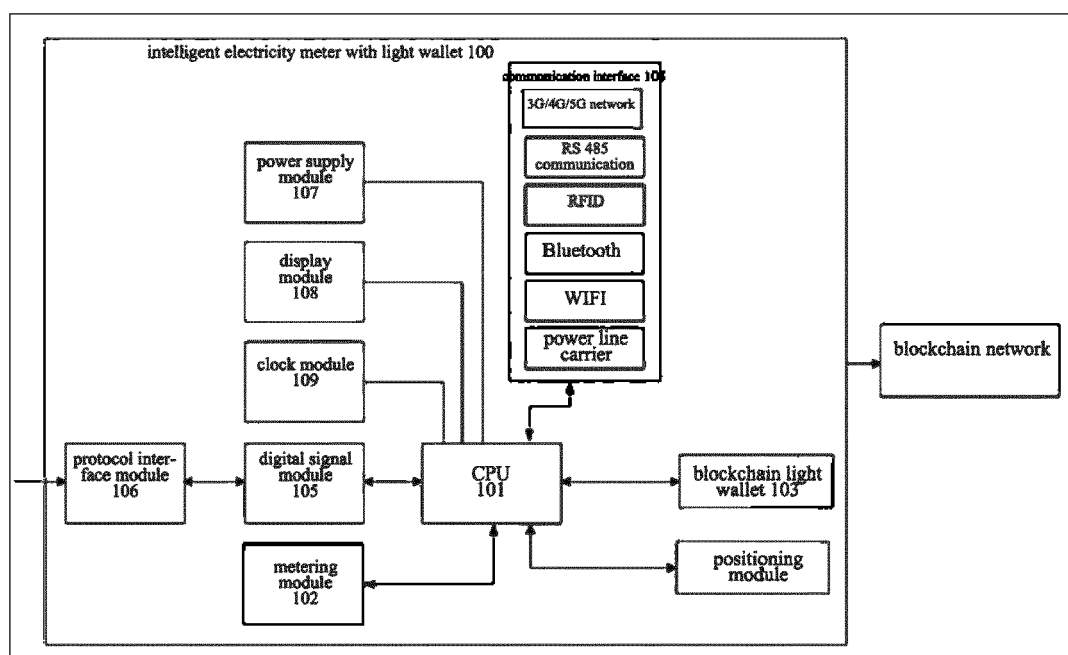 intelligent electricity meter with light wallet 100
communication interface 10
3G/4G/5G network
RS 485
communication
RFID
Bluetooth
WIFI
power line
carrier
power supply
module
107
display
module
108
clock module
109
protocol inter-
face module
106
digital signal
module
105
CPU
101
metering
module
102
blockchain light
wallet 103
positioning
module
blockchain network